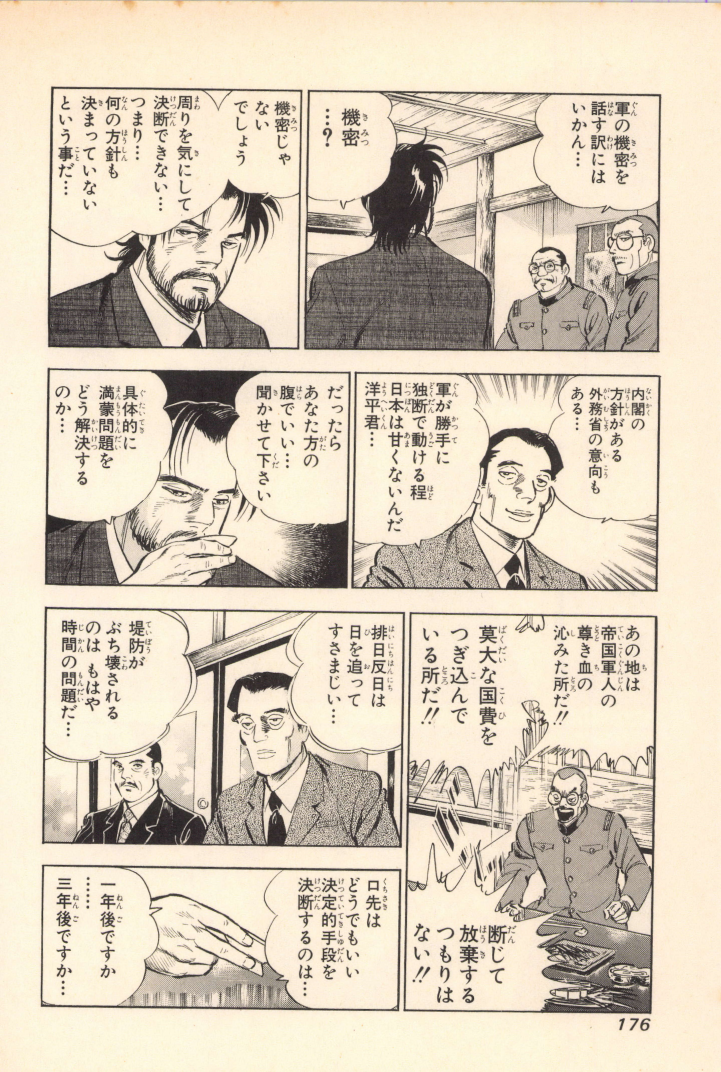 軍の機密を
話す訳には
いかん…
機密
…?
機密じゃ
ない
でしょう
周りを気にして
決断できない…
つまり…
何の方針も
決まっていない
という事だ…
内閣の
方針がある
外務省の意向も
ある…
軍が勝手に
独断で動ける程
日本は甘くないんだ
洋平君…
だったら
あなた方の
腹でいい…
聞かせて下さい
具体的に
満蒙問題を
どう解決する
のか…
あの地は
帝国軍人の
尊き血の
沁みた所だ!!
莫大な国費を
つぎ込んで
いる所だ!!
断じて
放棄する
つもりは
ない!!
排日反日は
日を追って
すさまじい…
堤防が
ぶち壊される
のは もはや
時間の問題だ…
口先は
どうでもいい
決定的手段を
決断するのは…
一年後ですか
……
三年後ですか…
176